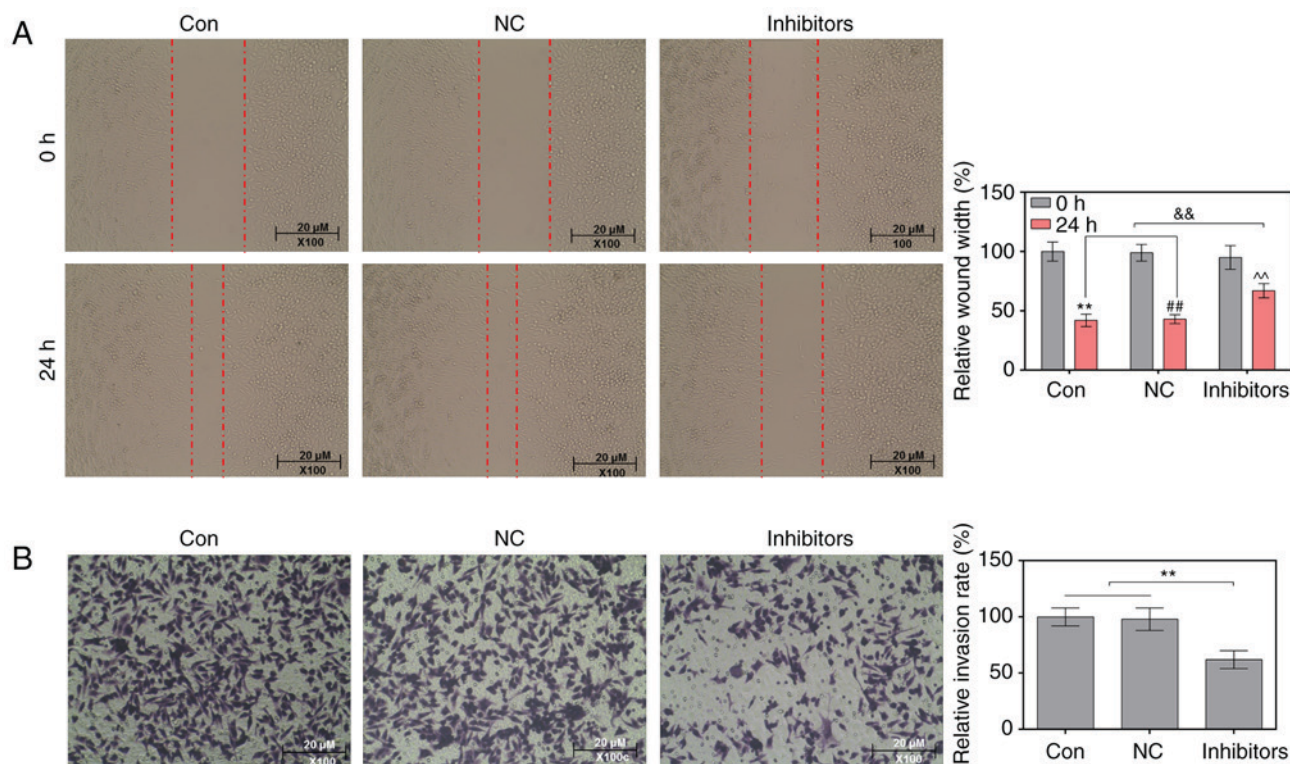 A
Con
NC
Inhibitors
0 h
20 μM
X100
20 μM
X100
20 μM
100
24 h
20 μM
X100
20 μM
X100
20 μM
X100
Relative wound width (%)
150
100
50
0
0 h
24 h
&&
**
##
^^
Con
NC
Inhibitors
B
Con
NC
Inhibitors
20 μM
X100
20 μM
X100c
20 μM
X100
Relative invasion rate (%)
150
100
50
0
**
Con
NC
Inhibitors